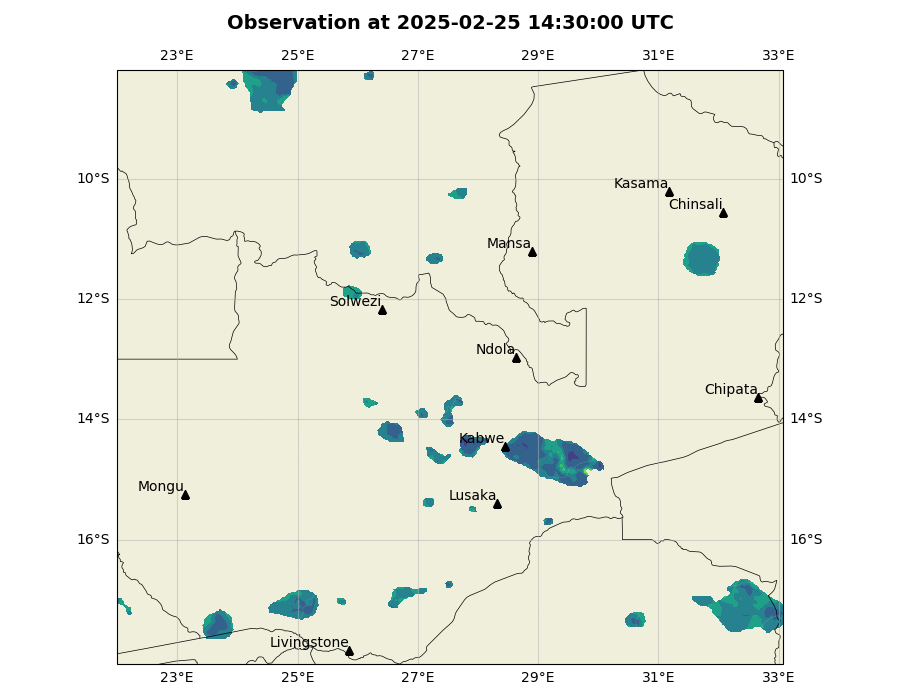 Observation at 2025-02-25 14:30:00 UTC
23°E 25°E 27°E 29°E 31°E 33°E
10°S 10°S
Kasama
Chinsali
Mansa
12°S 12°S
Solwezi
Ndola
Chipata
14°S 14°S
Kabwe
Mongu
Lusaka
16°S 16°S
Livingstone
23°E 25°E 27°E 29°E 31°E 33°E